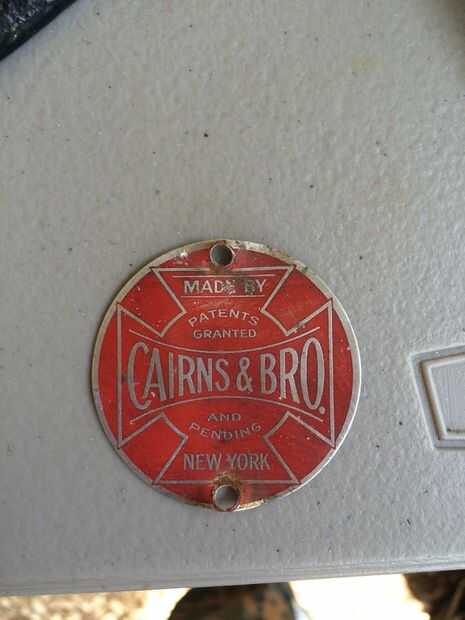 MADE BY
PATENTS
GRANTED
CAIRNS & BRO.
AND
PENDING
NEW YORK